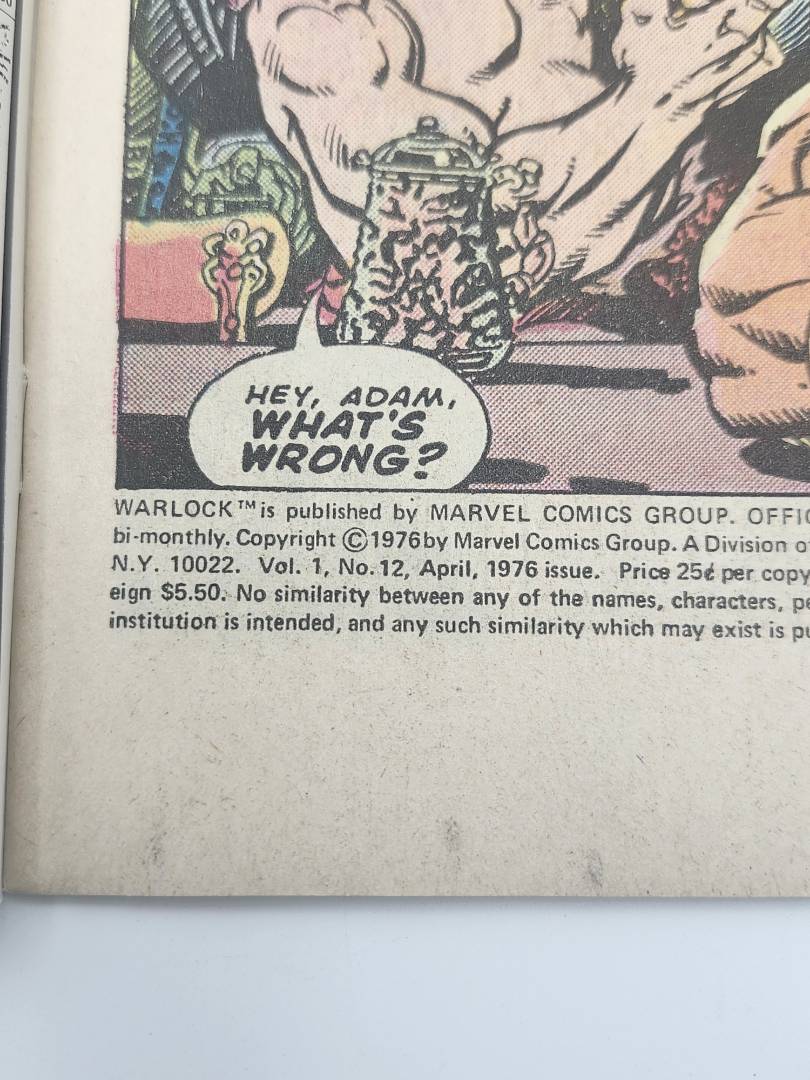 HEY, ADAM,
WHAT'S
WRONG?
WARLOCK™ is published by MARVEL COMICS GROUP.
bi-monthly. Copyright ©1976 by Marvel Comics Group. A Division
N.Y. 10022. Vol. 1, No. 12, April, 1976 issue. Price 25¢ per copy
eign $5.50. No similarity between any of the names, characters,
institution is intended, and any such similarity which may exist is